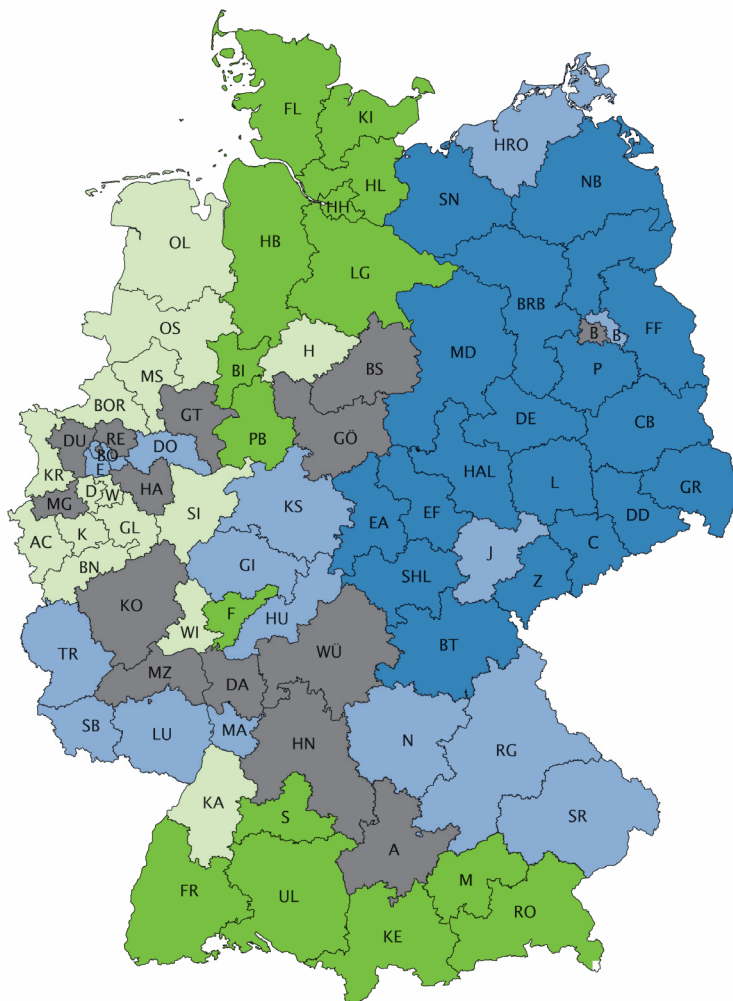 FL
KI
HRO
HL
SN
NB
HH
OL
HB
LG
BRB
OS
FF
B
B
H
MD
BS
P
BI
MS
BOR
GT
DE
CB
PB
GÖ
DU
RE
DO
BO
E
KR
HAL
L
GR
D
W
HA
MG
SI
KS
EA
EF
DD
AC
K
GL
C
J
BN
GI
SHL
Z
KO
F
HU
WI
BT
TR
WÜ
MZ
DA
SB
LU
MA
N
RG
HN
KA
S
SR
A
FR
UL
M
RO
KE